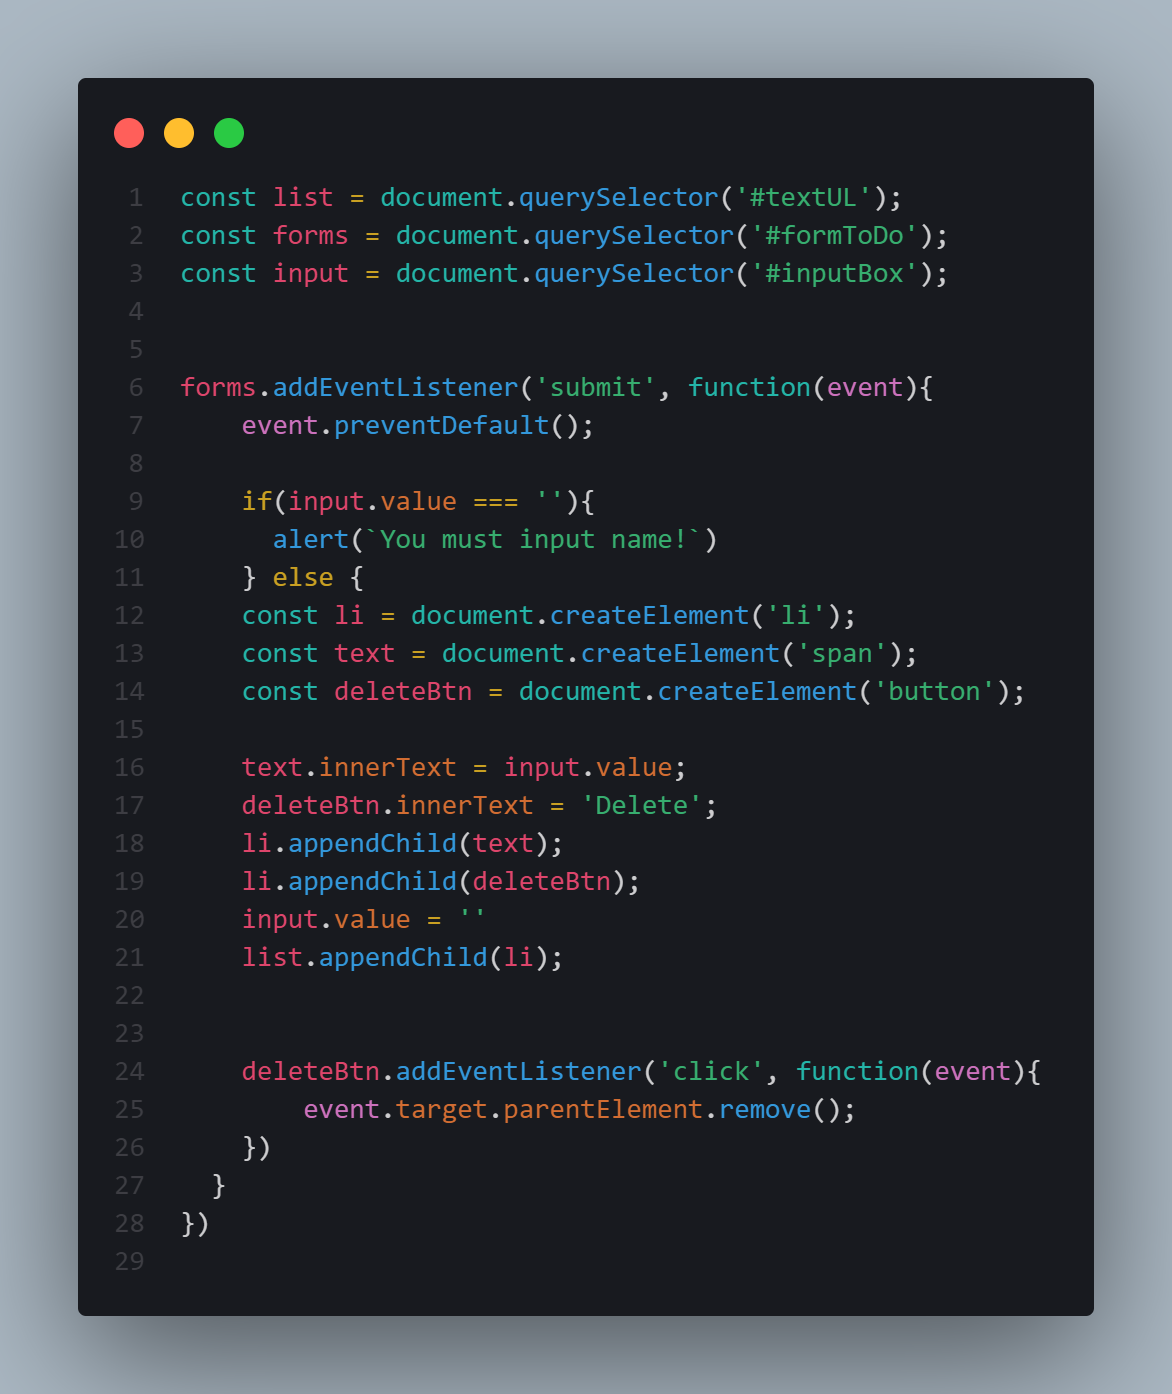 1 const list = document.querySelector('#textUL');
2 const forms = document.querySelector('#formToDo');
3 const input = document.querySelector('#inputBox');
4
5
6 forms.addEventListener('submit', function(event){
7     event.preventDefault();
8
9     if(input.value === ''){
10       alert(`You must input name!`)
11     } else {
12     const li = document.createElement('li');
13     const text = document.createElement('span');
14     const deleteBtn = document.createElement('button');
15
16     text.innerText = input.value;
17     deleteBtn.innerText = 'Delete';
18     li.appendChild(text);
19     li.appendChild(deleteBtn);
20     input.value = ''
21     list.appendChild(li);
22
23
24     deleteBtn.addEventListener('click', function(event){
25         event.target.parentElement.remove();
26     })
27   }
28 })
29